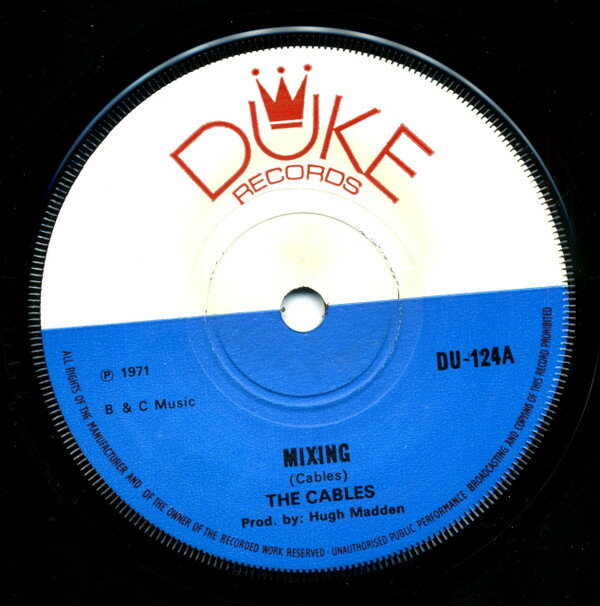 DUKE
RECORDS
℗ 1971
DU-124A
B & C Music
MIXING
(Cables)
THE CABLES
Prod. by: Hugh Madden
ALL RIGHTS OF THE MANUFACTURER AND OF THE OWNER OF THE RECORDED WORK RESERVED · UNAUTHORISED PUBLIC PERFORMANCE BROADCASTING AND COPYING OF THIS RECORD PROHIBITED